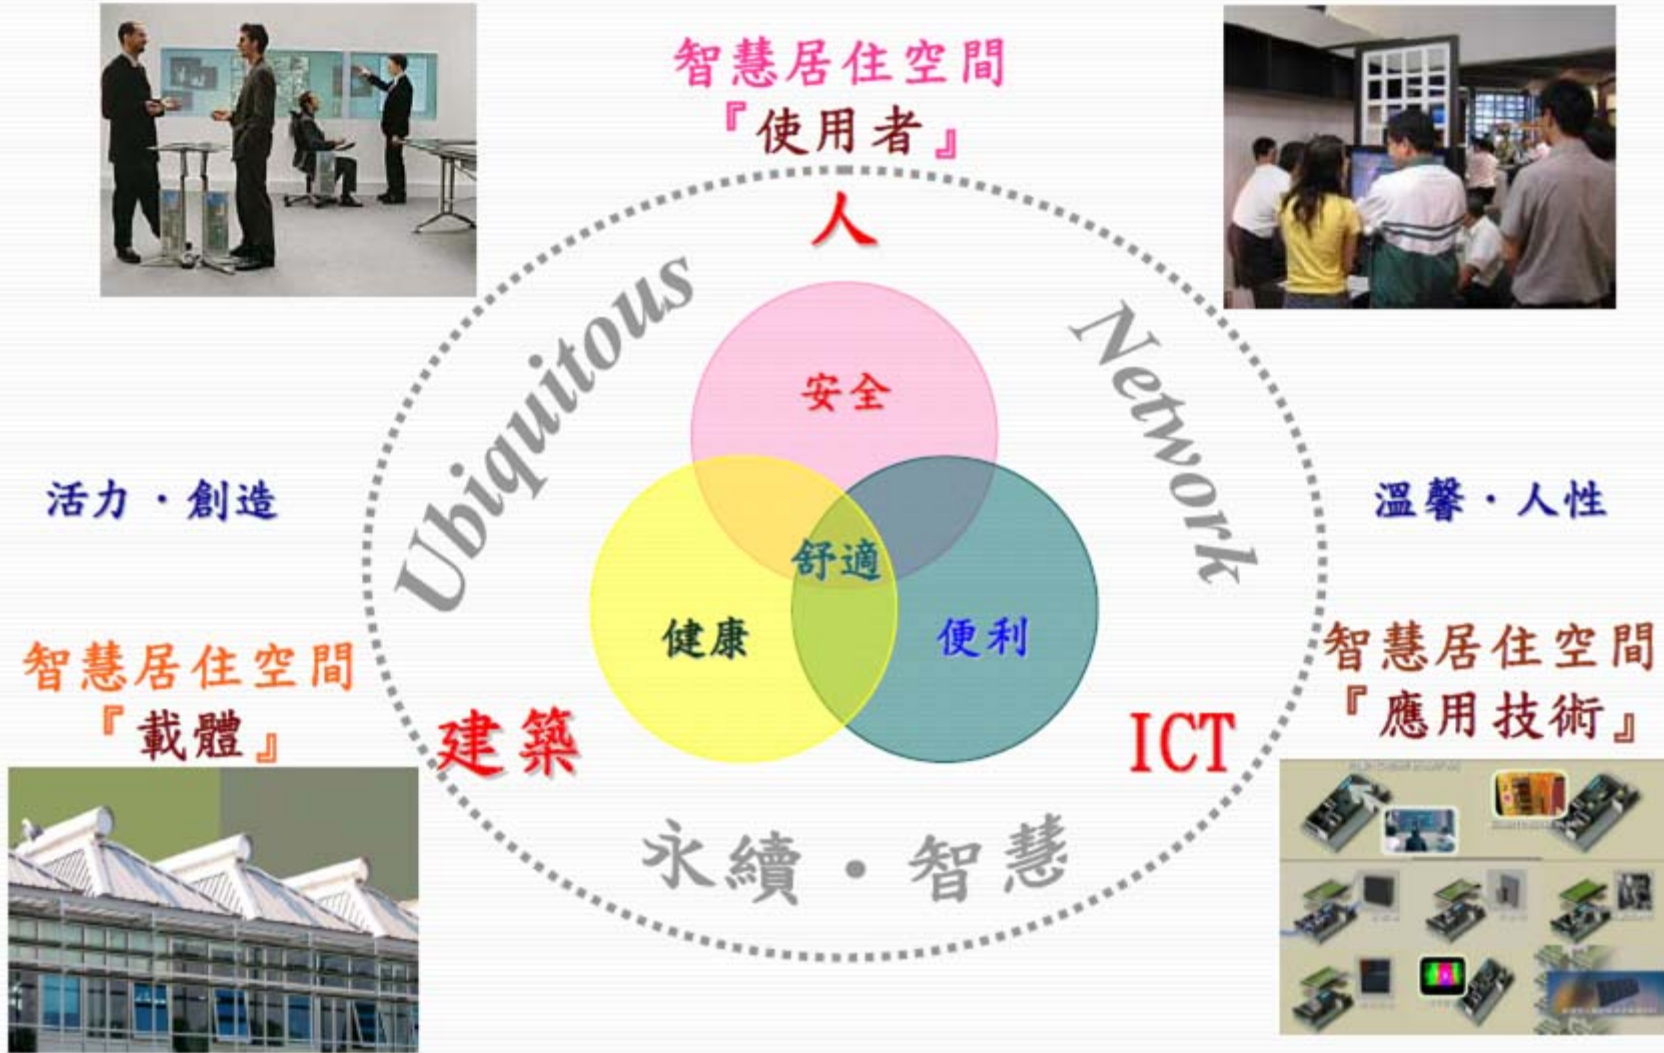 智慧居住空間
『使用者』
人
Ubiquitous
Network
安全
活力・創造
溫馨・人性
舒適
健康
便利
智慧居住空間
『載體』
建築
ICT
智慧居住空間
『應用技術』
永續・智慧